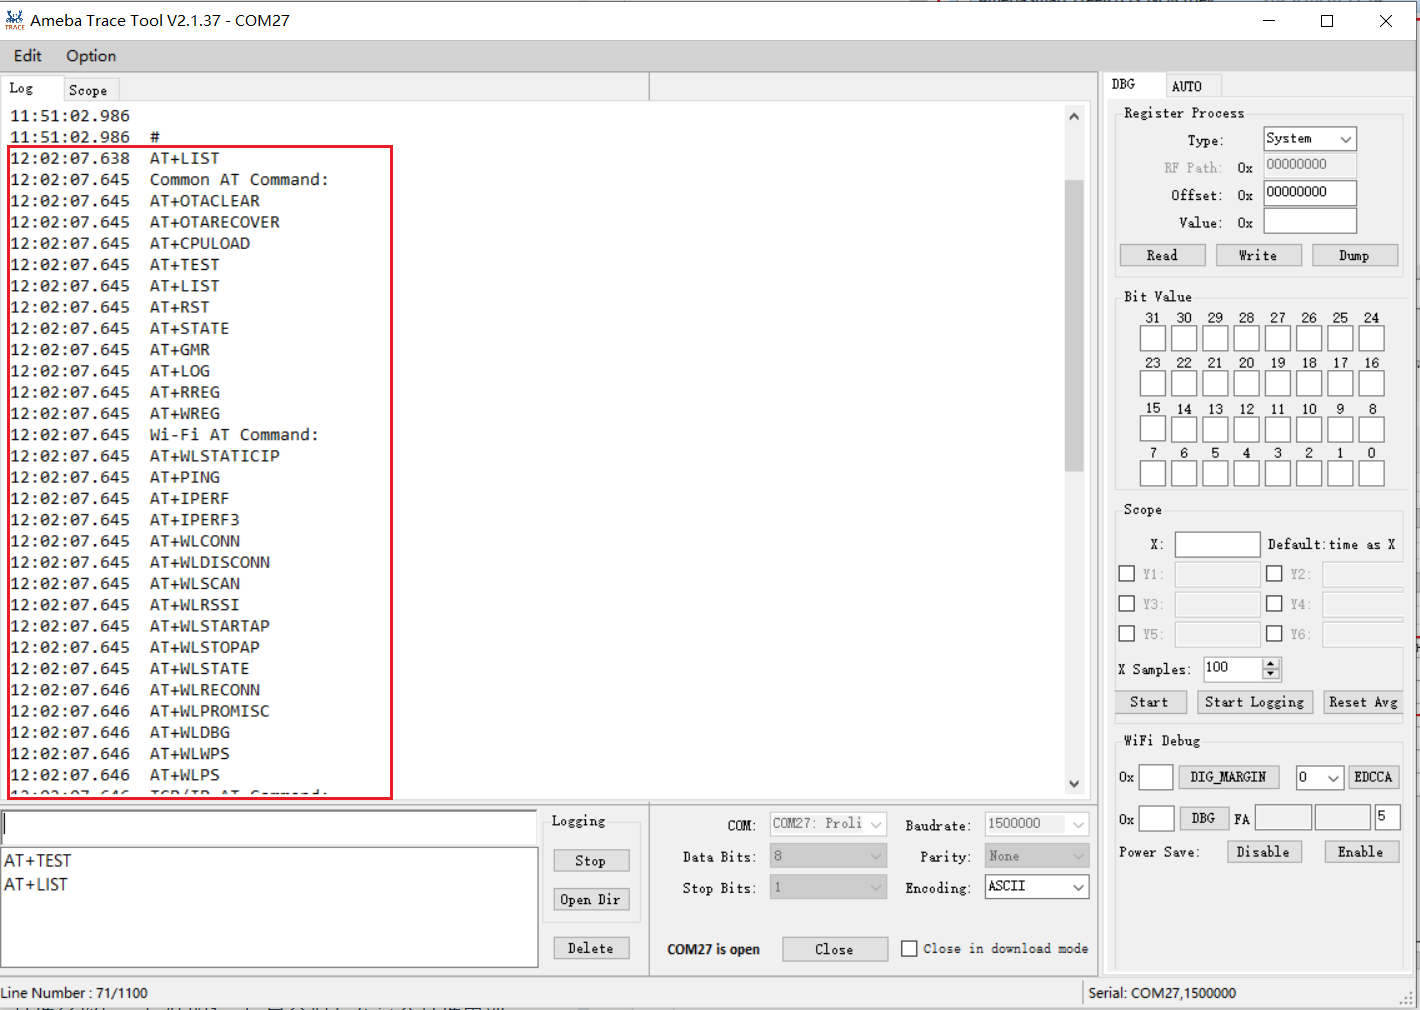 TRACE Ameba Trace Tool V2.1.37 - COM27
Edit Option
Log Scope
11:51:02.986
11:51:02.986 #
12:02:07.638 AT+LIST
12:02:07.645 Common AT Command:
12:02:07.645 AT+OTACLEAR
12:02:07.645 AT+OTARECOVER
12:02:07.645 AT+CPULOAD
12:02:07.645 AT+TEST
12:02:07.645 AT+LIST
12:02:07.645 AT+RST
12:02:07.645 AT+STATE
12:02:07.645 AT+GMR
12:02:07.645 AT+LOG
12:02:07.645 AT+RREG
12:02:07.645 AT+WREG
12:02:07.645 Wi-Fi AT Command:
12:02:07.645 AT+WLSTATICIP
12:02:07.645 AT+PING
12:02:07.645 AT+IPERF
12:02:07.645 AT+IPERF3
12:02:07.645 AT+WLCONN
12:02:07.645 AT+WLDISCONN
12:02:07.645 AT+WLSCAN
12:02:07.645 AT+WLRSSI
12:02:07.645 AT+WLSTARTAP
12:02:07.645 AT+WLSTOPAP
12:02:07.645 AT+WLSTATE
12:02:07.646 AT+WLRECONN
12:02:07.646 AT+WLPROMISC
12:02:07.646 AT+WLDBG
12:02:07.646 AT+WLWPS
12:02:07.646 AT+WLPS
12:02:07.646 TCP/IP AT Command:
AT+TEST
AT+LIST
Logging
Stop
Open Dir
Delete
COM: COM27: Proli Baudrate: 1500000
Data Bits: 8 Parity: None
Stop Bits: 1 Encoding: ASCII
COM27 is open Close Close in download mode
DBG AUTO
Register Process
Type: System
RF Path: 0x 00000000
Offset: 0x 00000000
Value: 0x
Read Write Dump
Bit Value
31 30 29 28 27 26 25 24
23 22 21 20 19 18 17 16
15 14 13 12 11 10 9 8
7 6 5 4 3 2 1 0
Scope
X: Default:time as X
Y1: Y2:
Y3: Y4:
Y5: Y6:
X Samples: 100
Start Start Logging Reset Avg
WiFi Debug
0x DIG_MARGIN 0 EDCCA
0x DBG FA 5
Power Save: Disable Enable
Line Number : 71/1100
Serial: COM27,1500000